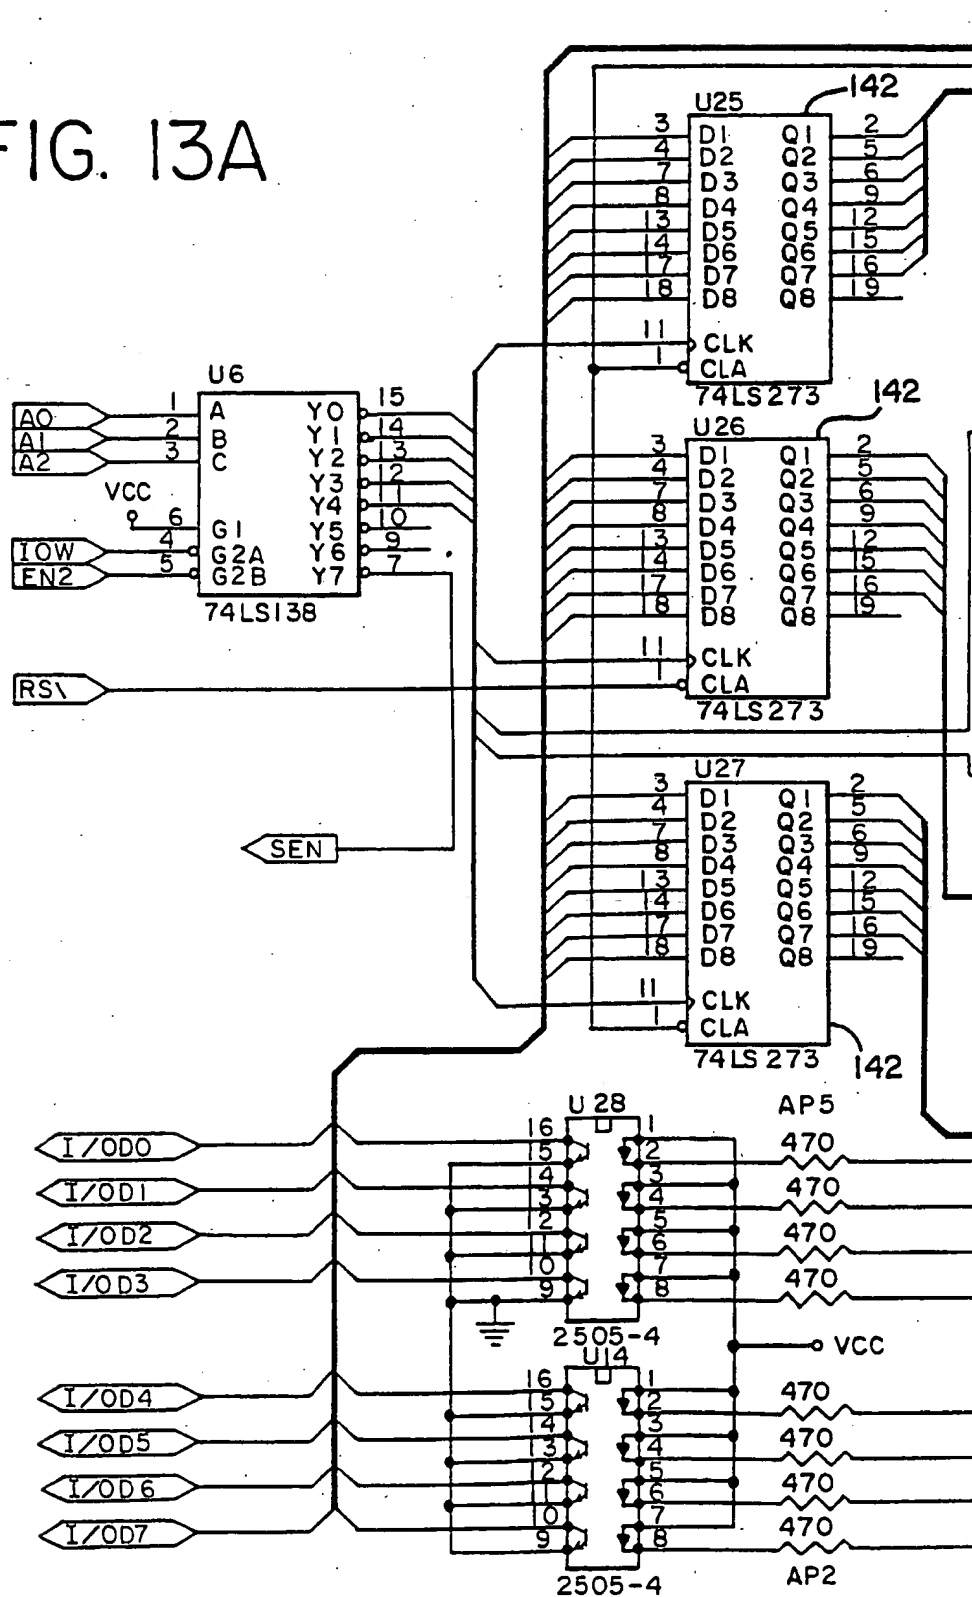 FIG. 13A
U25
142
3 D1 Q1 2
4 D2 Q2 5
7 D3 Q3 6
8 D4 Q4 9
13 D5 Q5 12
14 D6 Q6 15
17 D7 Q7 16
18 D8 Q8 19
11 CLK
1 CLA
74LS273
U6
A0 1 A Y0 15
A1 2 B Y1 14
A2 3 C Y2 13
Y3 12
VCC
Y4 11
6 G1 Y5 10
IOW 4 G2A Y6 9
EN2 5 G2B Y7 7
74LS138
142
U26
3 D1 Q1 2
4 D2 Q2 5
7 D3 Q3 6
8 D4 Q4 9
13 D5 Q5 12
14 D6 Q6 15
17 D7 Q7 16
18 D8 Q8 19
11 CLK
1 CLA
74LS273
RS\
SEN
U27
3 D1 Q1 2
4 D2 Q2 5
7 D3 Q3 6
8 D4 Q4 9
13 D5 Q5 12
14 D6 Q6 15
17 D7 Q7 16
18 D8 Q8 19
11 CLK
1 CLA
74LS273
142
U28
AP5
I/OD0 16 1
15 2 470
I/OD1 14 3
13 4 470
I/OD2 12 5
11 6 470
I/OD3 10 7
9 8 470
2505-4
VCC
U14
I/OD4 16 1
15 2 470
I/OD5 14 3
13 4 470
I/OD6 12 5
11 6 470
I/OD7 10 7
9 8 470
2505-4
AP2